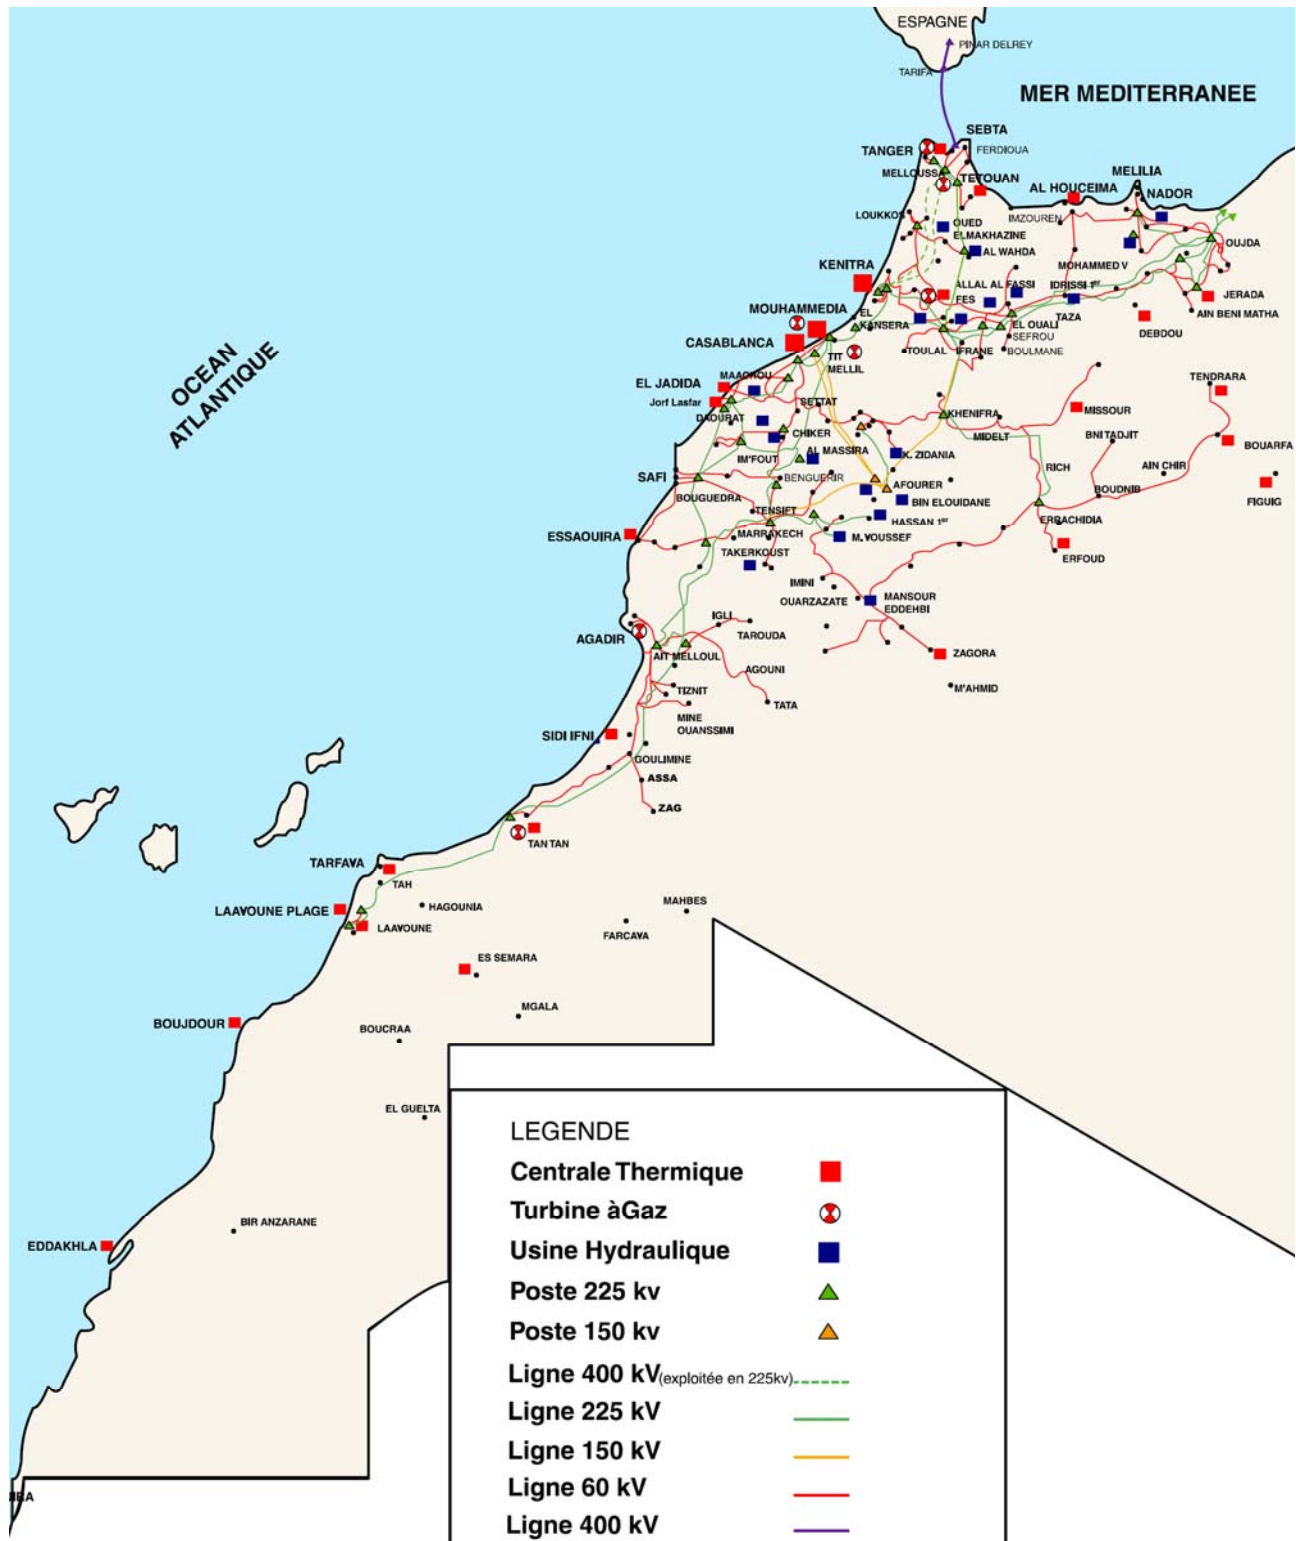 ESPAGNE
PINAR DELREY
TARIFA
MER MEDITERRANEE
SEBTA
TANGER
FERDIOUA
MELLOUSSA
TETOUAN
MELILIA
AL HOUCEIMA
NADOR
LOUKKOS
OUED
ELMAKHAZINE
IMZOUREN
OUJDA
AL WAHDA
KENITRA
MOHAMMED V
ALLAL AL FASSI
IDRISSI 1er
FES
JERADA
MOUHAMMEDIA
EL
KANSERA
TAZA
AIN BENI MATHA
EL OUALI
DEBDOU
CASABLANCA
SEFROU
TOULAL
IFRANE
BOULMANE
TIT
MELLIL
OCEAN
ATLANTIQUE
EL JADIDA
TENDRARA
Jorf Lasfar
SETTAT
DAOURAT
KHENIFRA
MISSOUR
CHIKER
MIDELT
BNI TADJIT
BOUARFA
AL MASSIRA
K. ZIDANIA
IM'FOUT
RICH
AIN CHIR
SAFI
BENGUERIR
AFOURER
BOUGUEDRA
BOUDNIB
FIGUIG
BIN ELOUIDANE
TENSIFT
HASSAN 1er
ERRACHIDIA
ESSAOUIRA
MARRAKECH
M. YOUSSEF
TAKERKOUST
ERFOUD
IMINI
OUARZAZATE
MANSOUR
EDDEHBI
IGLI
AGADIR
TAROUDA
AIT MELLOUL
ZAGORA
AGOUNI
M'AHMID
TIZNIT
TATA
MINE
OUANSSIMI
SIDI IFNI
GOULIMINE
ASSA
ZAG
TAN TAN
TARFAYA
TAH
HAGOUNIA
MAHBES
LAAYOUNE PLAGE
LAAYOUNE
FARCAYA
ES SEMARA
MGALA
BOUJDOUR
BOUCRAA
EL GUELTA
BIR ANZARANE
EDDAKHLA
LEGENDE
Centrale Thermique
Turbine àGaz
Usine Hydraulique
Poste 225 kv
Poste 150 kv
Ligne 400 kV(exploitée en 225kv)
Ligne 225 kV
Ligne 150 kV
Ligne 60 kV
Ligne 400 kV